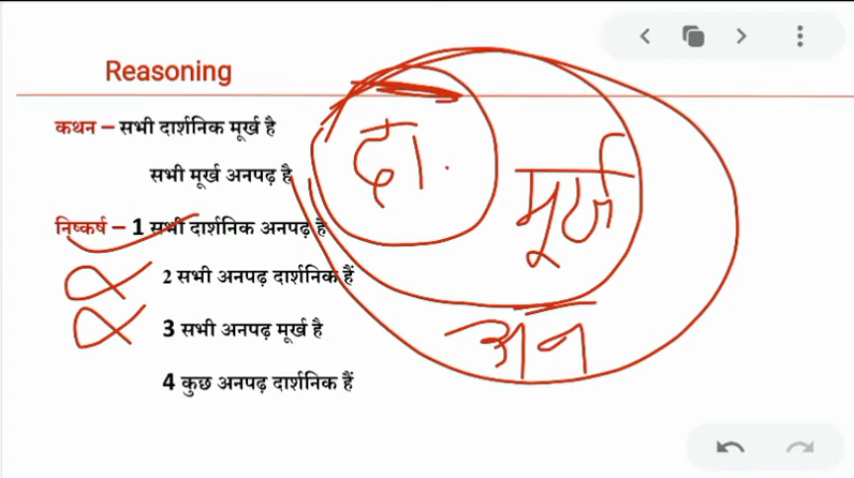 Reasoning
कथन – सभी दार्शनिक मूर्ख है
सभी मूर्ख अनपढ़ है
निष्कर्ष – 1 सभी दार्शनिक अनपढ़ है
2 सभी अनपढ़ दार्शनिक हैं
3 सभी अनपढ़ मूर्ख है
4 कुछ अनपढ़ दार्शनिक हैं
दा.
मूर्ख
अन